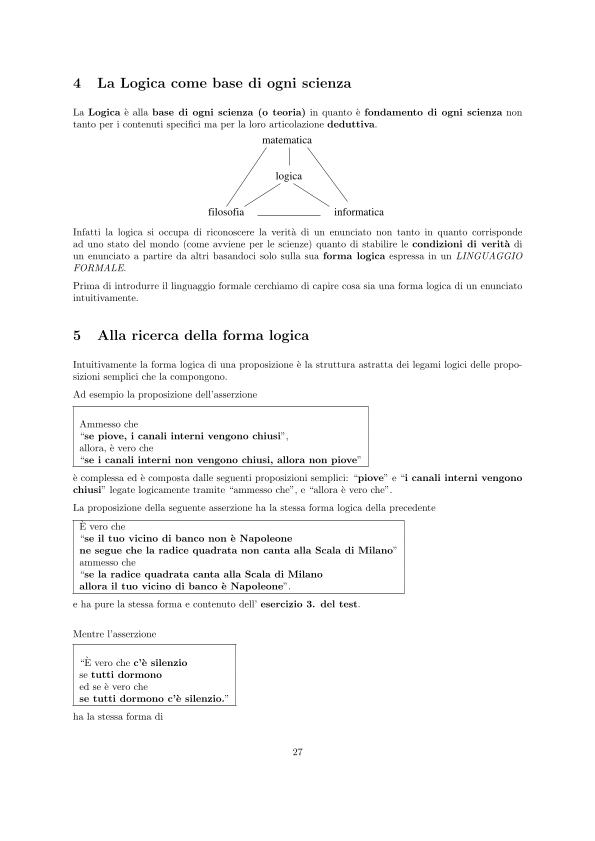 4 La Logica come base di ogni scienza
La Logica è alla base di ogni scienza (o teoria) in quanto è fondamento di ogni scienza non
tanto per i contenuti specifici ma per la loro articolazione deduttiva.
matematica
logica
filosofia informatica
Infatti la logica si occupa di riconoscere la verità di un enunciato non tanto in quanto corrisponde
ad uno stato del mondo (come avviene per le scienze) quanto di stabilire le condizioni di verità di
un enunciato a partire da altri basandoci solo sulla sua forma logica espressa in un LINGUAGGIO
FORMALE.
Prima di introdurre il linguaggio formale cerchiamo di capire cosa sia una forma logica di un enunciato
intuitivamente.
5 Alla ricerca della forma logica
Intuitivamente la forma logica di una proposizione è la struttura astratta dei legami logici delle propo-
sizioni semplici che la compongono.
Ad esempio la proposizione dell'asserzione
Ammesso che
“se piove, i canali interni vengono chiusi”,
allora, è vero che
“se i canali interni non vengono chiusi, allora non piove”
è complessa ed è composta dalle seguenti proposizioni semplici: “piove” e “i canali interni vengono
chiusi” legate logicamente tramite “ammesso che”, e “allora è vero che”.
La proposizione della seguente asserzione ha la stessa forma logica della precedente
È vero che
“se il tuo vicino di banco non è Napoleone
ne segue che la radice quadrata non canta alla Scala di Milano”
ammesso che
“se la radice quadrata canta alla Scala di Milano
allora il tuo vicino di banco è Napoleone”.
e ha pure la stessa forma e contenuto dell' esercizio 3. del test.
Mentre l'asserzione
“È vero che c'è silenzio
se tutti dormono
ed se è vero che
se tutti dormono c'è silenzio.”
ha la stessa forma di
27